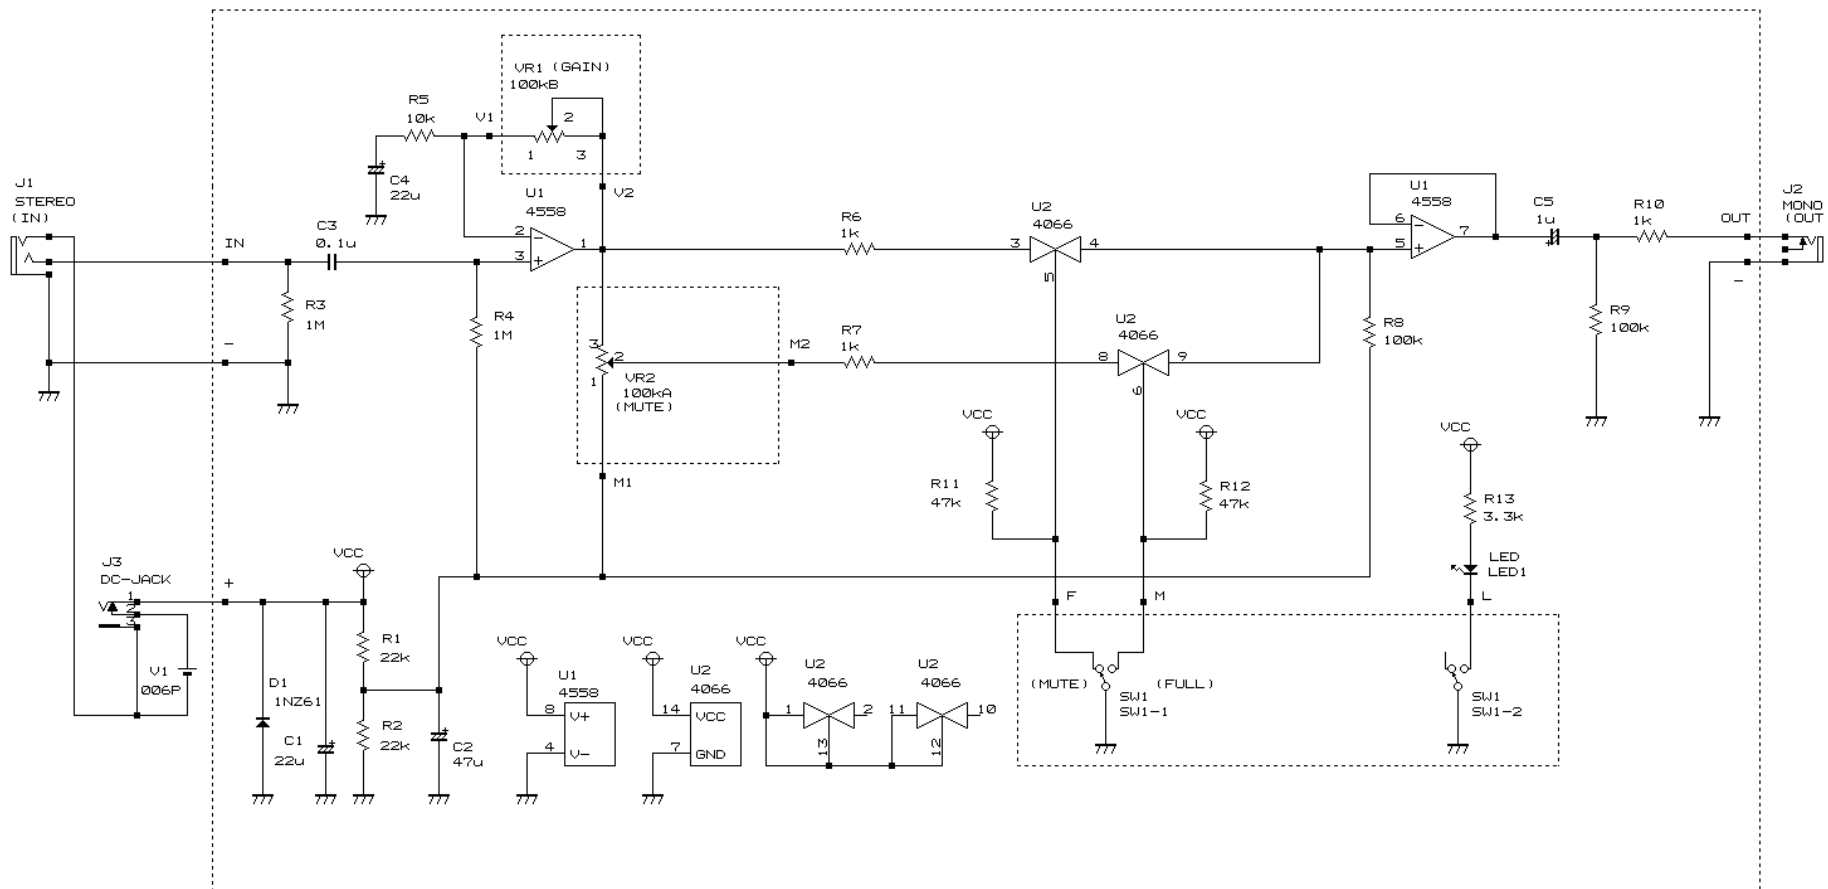 VR1 (GAIN)
100kB
R5
10k
V1
2
1
3
C4
22u
V2
J1
STEREO
(IN)
U1
4558
C3
0.1u
IN
2
-
3
+
1
R6
1k
U2
4066
3
4
5
U1
4558
6
-
5
+
7
C5
1u
R10
1k
OUT
J2
MONO
(OUT
R3
1M
R4
1M
-
3
2
1
VR2
100kA
(MUTE)
M2
R7
1k
U2
4066
8
9
6
R8
100k
R9
100k
-
VCC
VCC
VCC
M1
R11
47k
R12
47k
R13
3.3k
LED
LED1
J3
DC-JACK
1
2
3
VCC
+
F
M
L
V1
006P
R1
22k
D1
1NZ61
R2
22k
C1
22u
C2
47u
VCC
U1
4558
8
V+
4
V-
VCC
U2
4066
14
VCC
7
GND
VCC
U2
4066
1
2
13
U2
4066
11
10
12
(MUTE)
(FULL)
SW1
SW1-1
SW1
SW1-2